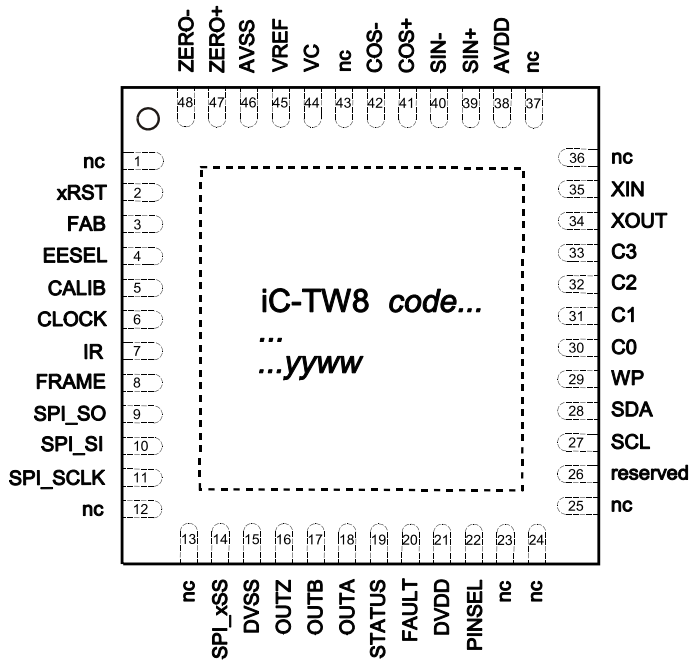 ZERO-
ZERO+
AVSS
VREF
VC
nc
COS-
COS+
SIN-
SIN+
AVDD
nc
48 47 46 45 44 43 42 41 40 39 38 37
nc 1
xRST 2
FAB 3
EESEL 4
CALIB 5
CLOCK 6
IR 7
FRAME 8
SPI_SO 9
SPI_SI 10
SPI_SCLK 11
nc 12
iC-TW8 code...
...
...yyww
36 nc
35 XIN
34 XOUT
33 C3
32 C2
31 C1
30 C0
29 WP
28 SDA
27 SCL
26 reserved
25 nc
13 14 15 16 17 18 19 20 21 22 23 24
nc
SPI_xSS
DVSS
OUTZ
OUTB
OUTA
STATUS
FAULT
DVDD
PINSEL
nc
nc